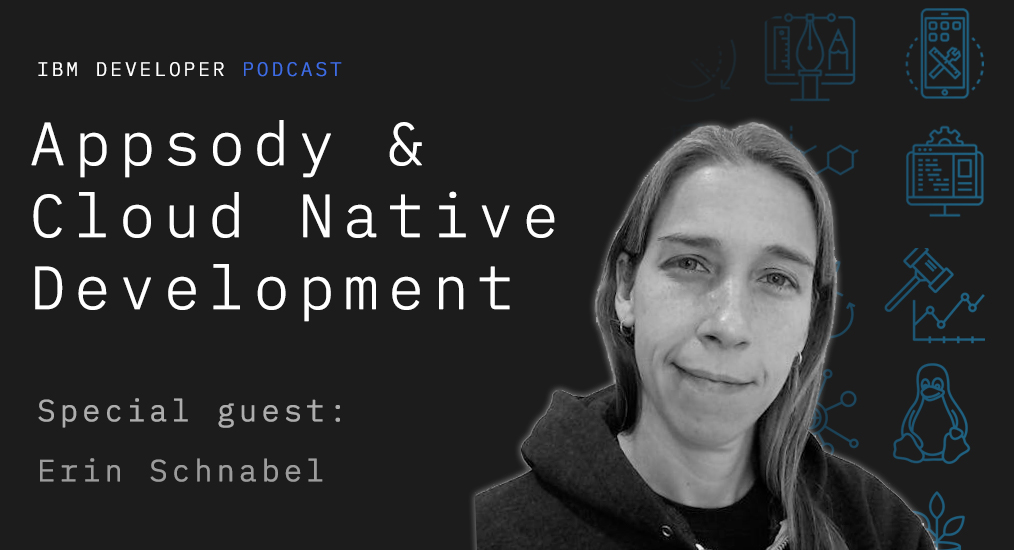 IBM DEVELOPER PODCAST
Appsody &
Cloud Native
Development
Special guest:
Erin Schnabel